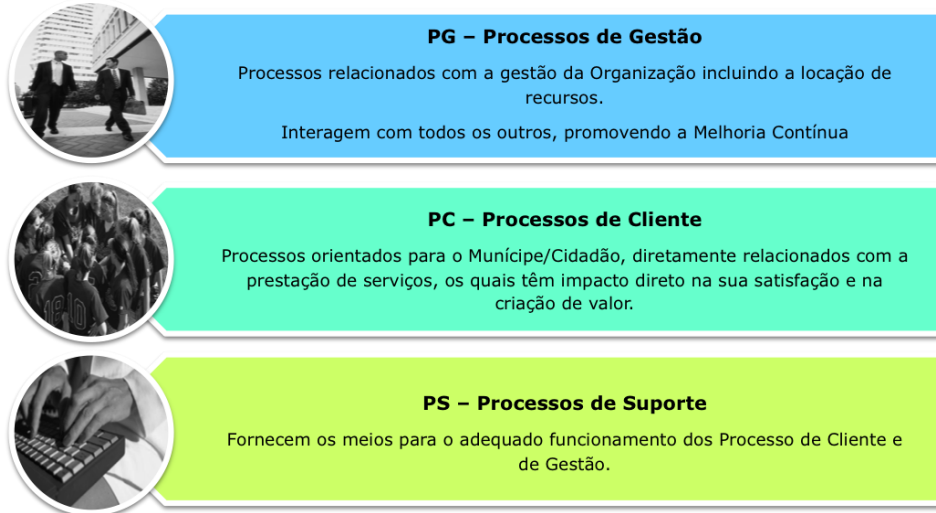 PG – Processos de Gestão
Processos relacionados com a gestão da Organização incluindo a locação de
recursos.
Interagem com todos os outros, promovendo a Melhoria Contínua
PC – Processos de Cliente
Processos orientados para o Munícipe/Cidadão, diretamente relacionados com a
prestação de serviços, os quais têm impacto direto na sua satisfação e na
criação de valor.
PS – Processos de Suporte
Fornecem os meios para o adequado funcionamento dos Processo de Cliente e
de Gestão.